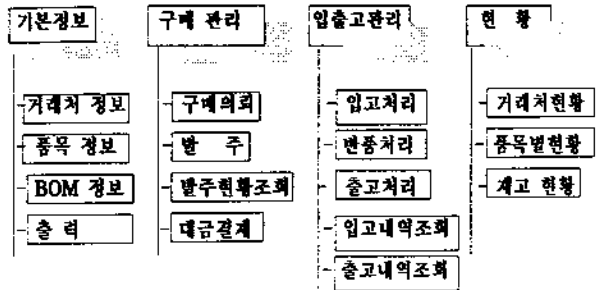 기본정보
거래처 정보
품목 정보
BOM 정보
출 력
구매 관리
구매의뢰
발 주
발주현황조회
대금결제
입출고관리
입고처리
반품처리
출고처리
입고내역조회
출고내역조회
현 황
거래처현황
품목별현황
재고 현황